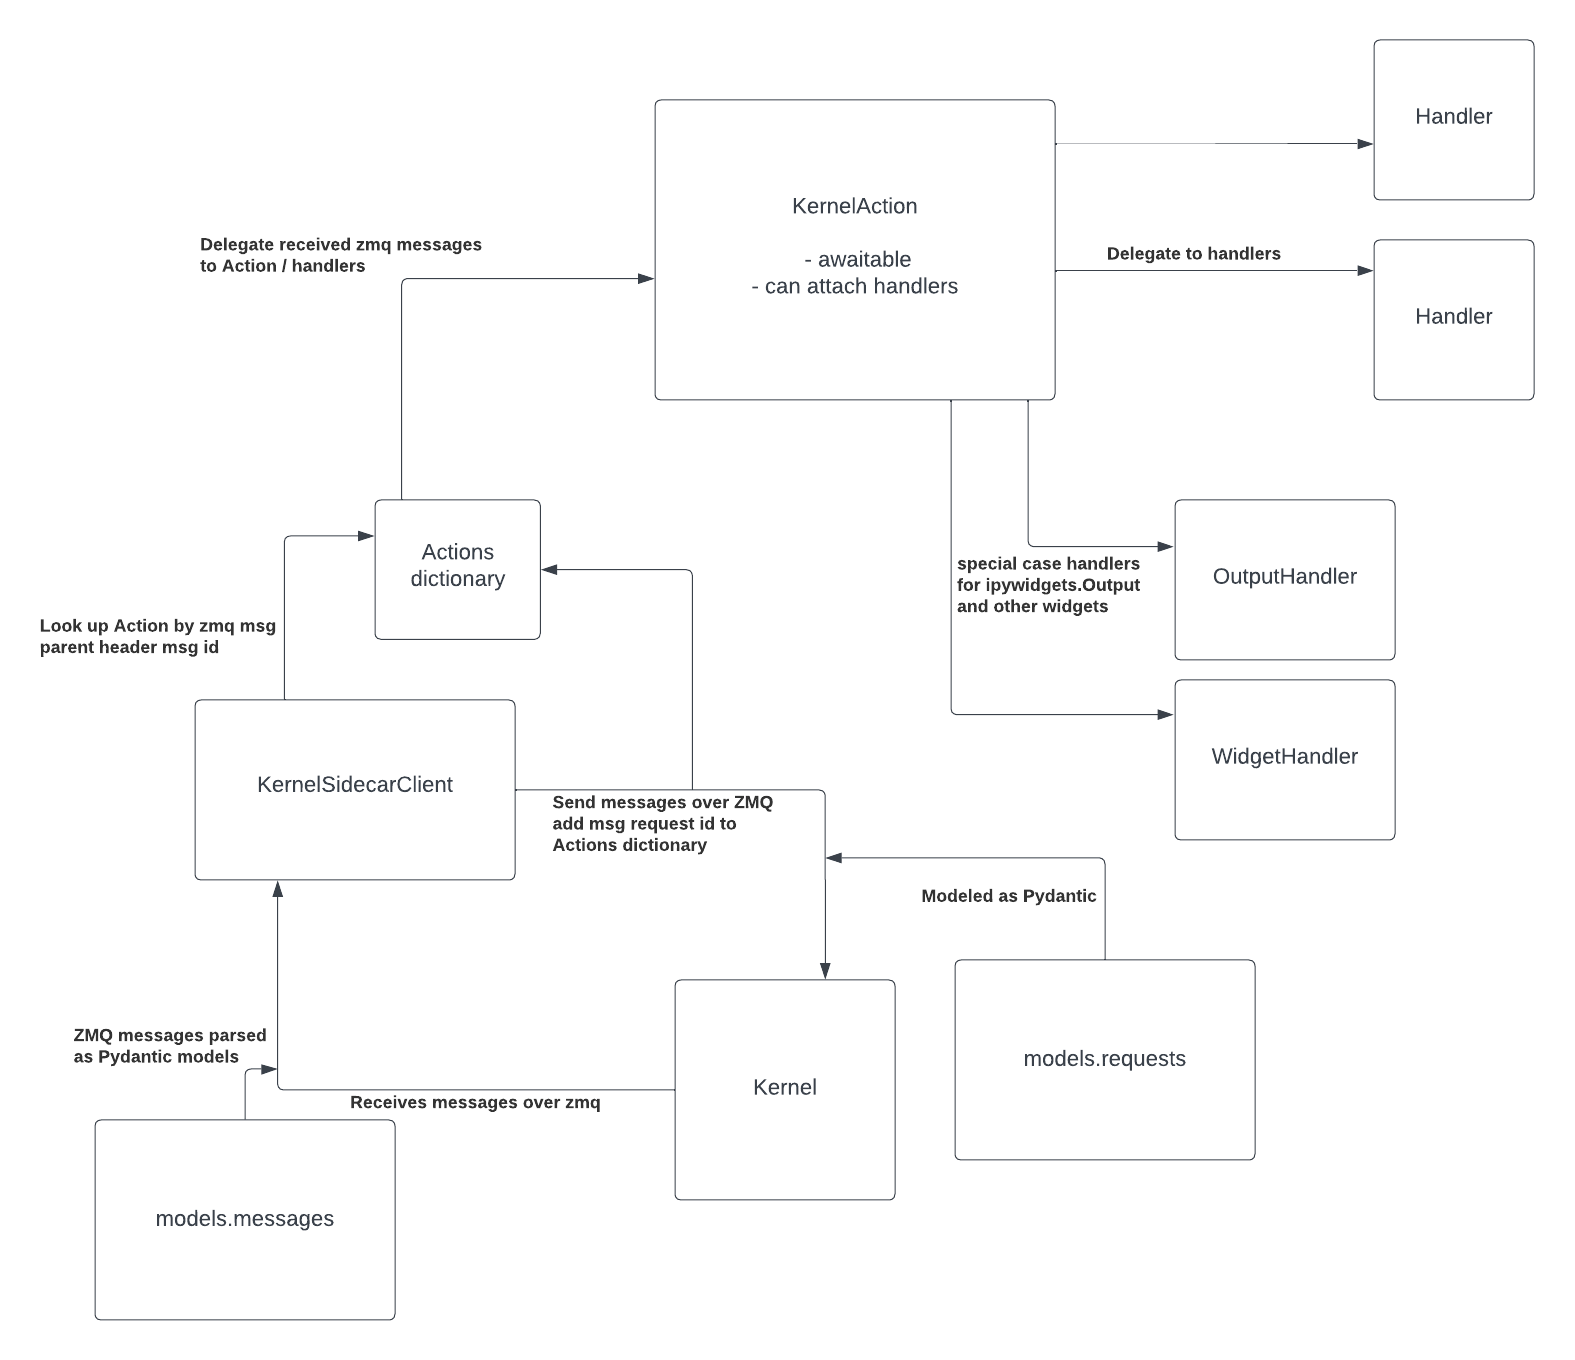 Handler
KernelAction
- awaitable
- can attach handlers
Delegate received zmq messages
to Action / handlers
Delegate to handlers
Handler
Actions
dictionary
special case handlers
for ipywidgets.Output
and other widgets
OutputHandler
Look up Action by zmq msg
parent header msg id
WidgetHandler
KernelSidecarClient
Send messages over ZMQ
add msg request id to
Actions dictionary
Modeled as Pydantic
ZMQ messages parsed
as Pydantic models
models.requests
Kernel
Receives messages over zmq
models.messages